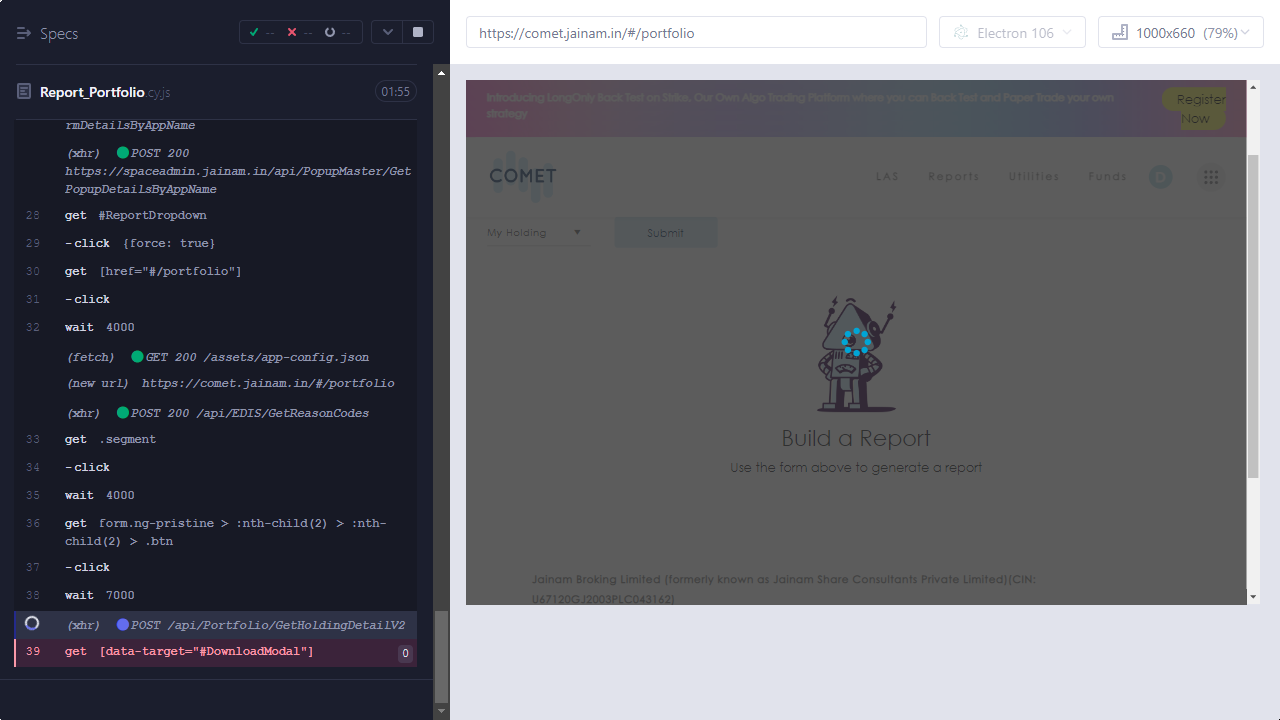 Specs
--
--
--
Report_Portfolio.cy.js
01:55
rmDetailsByAppName
(xhr) POST 200
https://spaceadmin.jainam.in/api/PopupMaster/Get
PopupDetailsByAppName
28 get #ReportDropdown
29 -click {force: true}
30 get [href="#/portfolio"]
31 -click
32 wait 4000
(fetch) GET 200 /assets/app-config.json
(new url) https://comet.jainam.in/#/portfolio
(xhr) POST 200 /api/EDIS/GetReasonCodes
33 get .segment
34 -click
35 wait 4000
36 get form.ng-pristine > :nth-child(2) > :nth-
child(2) > .btn
37 -click
38 wait 7000
(xhr) POST /api/Portfolio/GetHoldingDetailV2
39 get [data-target="#DownloadModal"] 0
https://comet.jainam.in/#/portfolio
Electron 106
1000x660 (79%)
Introducing LongOnly Back Test on Strike, Our Own Algo Trading Platform where you can Back Test and Paper Trade your own
strategy
Register
Now
COMET
LAS
Reports
Utilities
Funds
D
My Holding
Submit
Build a Report
Use the form above to generate a report
Jainam Broking Limited (formerly known as Jainam Share Consultants Private Limited)(CIN:
U67120GJ2003PLC043162)